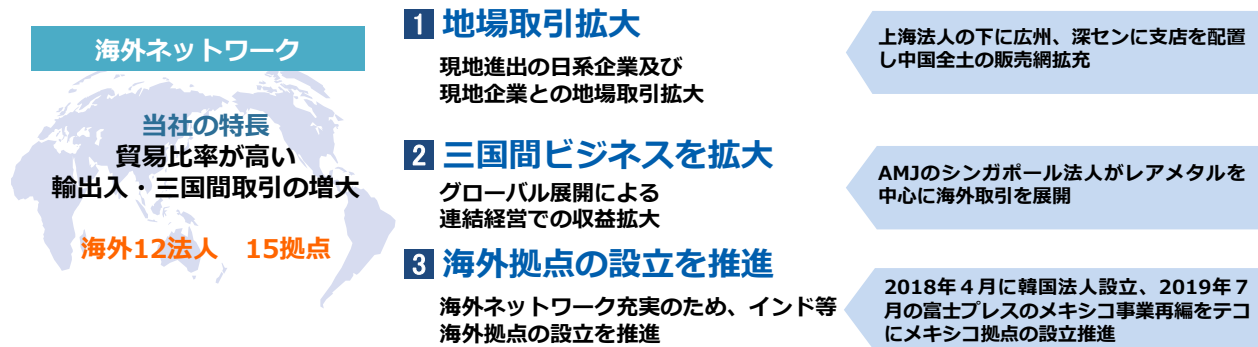 海外ネットワーク
当社の特長
貿易比率が高い
輸出入・三国間取引の増大
海外12法人　15拠点
1 地場取引拡大
現地進出の日系企業及び
現地企業との地場取引拡大
上海法人の下に広州、深センに支店を配置
し中国全土の販売網拡充
2 三国間ビジネスを拡大
グローバル展開による
連結経営での収益拡大
AMJのシンガポール法人がレアメタルを
中心に海外取引を展開
3 海外拠点の設立を推進
海外ネットワーク充実のため、インド等
海外拠点の設立を推進
2018年４月に韓国法人設立、2019年７
月の富士プレスのメキシコ事業再編をテコ
にメキシコ拠点の設立推進